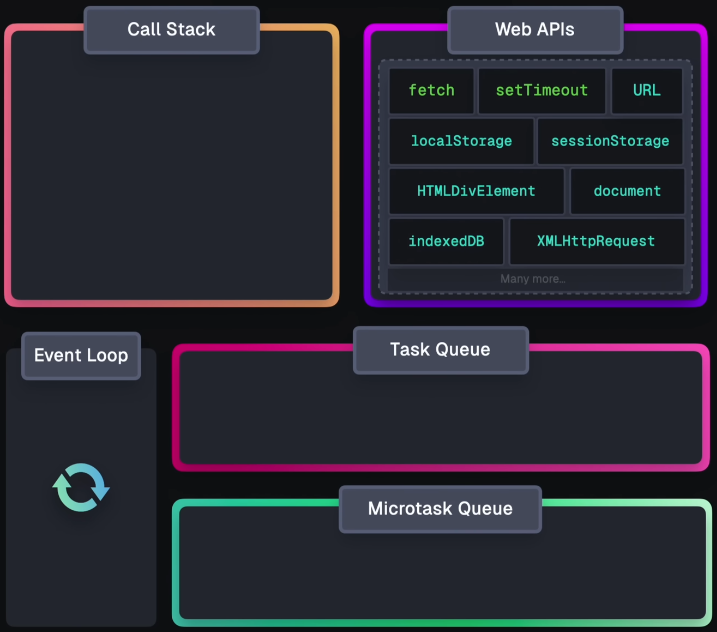 Call Stack
Web APIs
fetch
setTimeout
URL
localStorage
sessionStorage
HTMLDivElement
document
indexedDB
XMLHttpRequest
Many more...
Event Loop
Task Queue
Microtask Queue